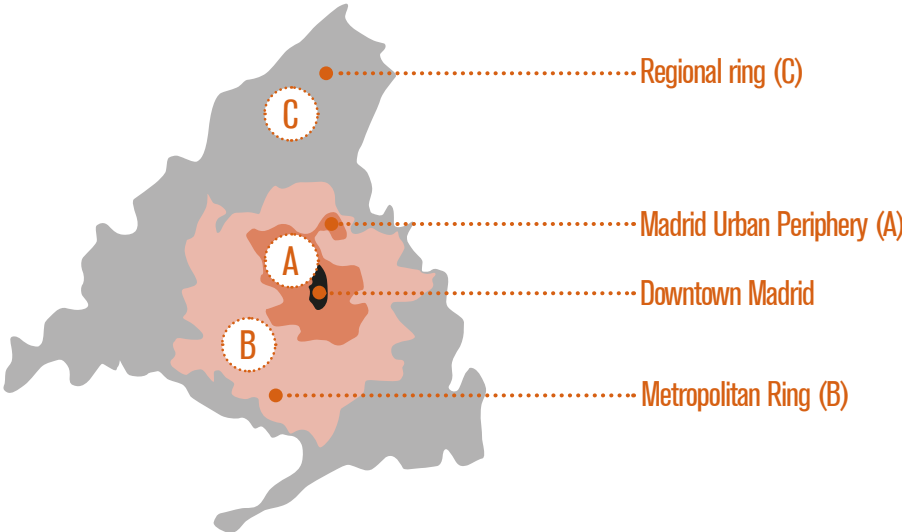 Regional ring (C)
C
Madrid Urban Periphery (A)
A
Downtown Madrid
B
Metropolitan Ring (B)